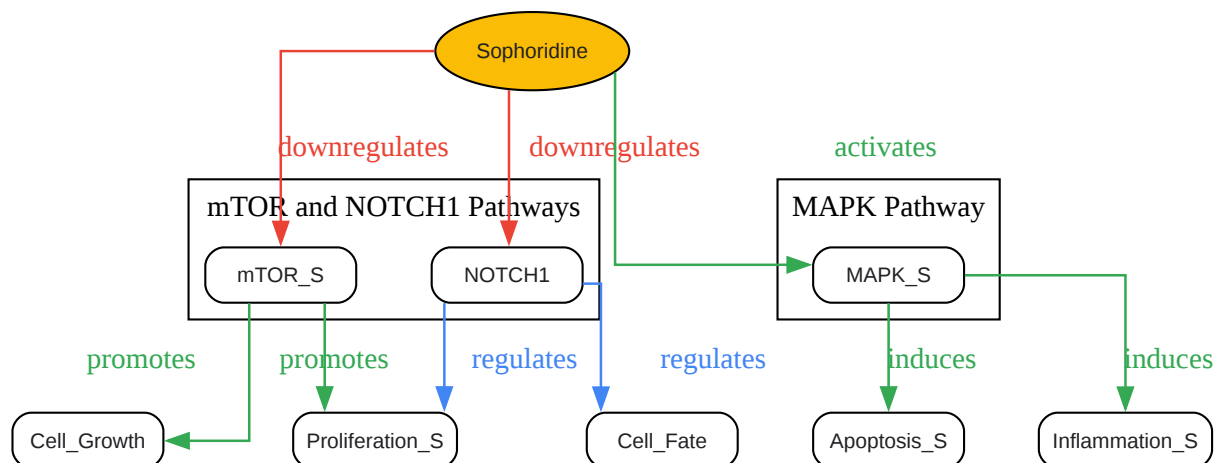 Sophoridine
downregulates
downregulates
activates
mTOR and NOTCH1 Pathways
MAPK Pathway
mTOR_S
NOTCH1
MAPK_S
promotes
promotes
regulates
regulates
induces
induces
Cell_Growth
Proliferation_S
Cell_Fate
Apoptosis_S
Inflammation_S